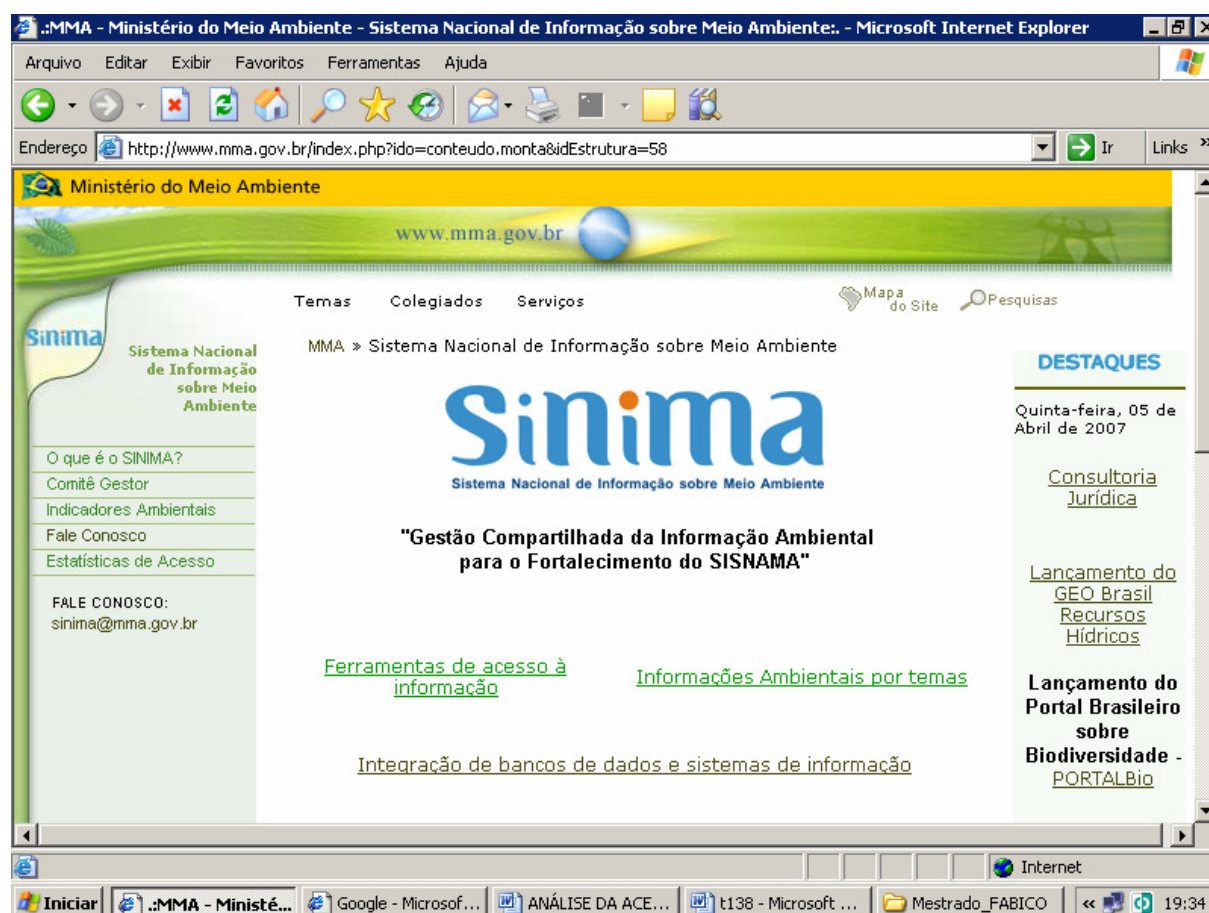 .:MMA - Ministério do Meio Ambiente - Sistema Nacional de Informação sobre Meio Ambiente:. - Microsoft Internet Explorer
Arquivo Editar Exibir Favoritos Ferramentas Ajuda
Endereço http://www.mma.gov.br/index.php?ido=conteudo.monta&idEstrutura=58 Ir Links »
Ministério do Meio Ambiente
www.mma.gov.br
Temas Colegiados Serviços
Mapa
do Site
Pesquisas
Sinima
Sistema Nacional
de Informação
sobre Meio
Ambiente
O que é o SINIMA?
Comitê Gestor
Indicadores Ambientais
Fale Conosco
Estatísticas de Acesso
FALE CONOSCO:
sinima@mma.gov.br
MMA » Sistema Nacional de Informação sobre Meio Ambiente
Sinima
Sistema Nacional de Informação sobre Meio Ambiente
"Gestão Compartilhada da Informação Ambiental
para o Fortalecimento do SISNAMA"
Ferramentas de acesso à
informação
Informações Ambientais por temas
Integração de bancos de dados e sistemas de informação
DESTAQUES
Quinta-feira, 05 de
Abril de 2007
Consultoria
Jurídica
Lançamento do
GEO Brasil
Recursos
Hídricos
Lançamento do
Portal Brasileiro
sobre
Biodiversidade -
PORTALBio
Internet
Iniciar .:MMA - Ministé... Google - Microsof... ANÁLISE DA ACE... t138 - Microsoft ... Mestrado_FABICO « 19:34